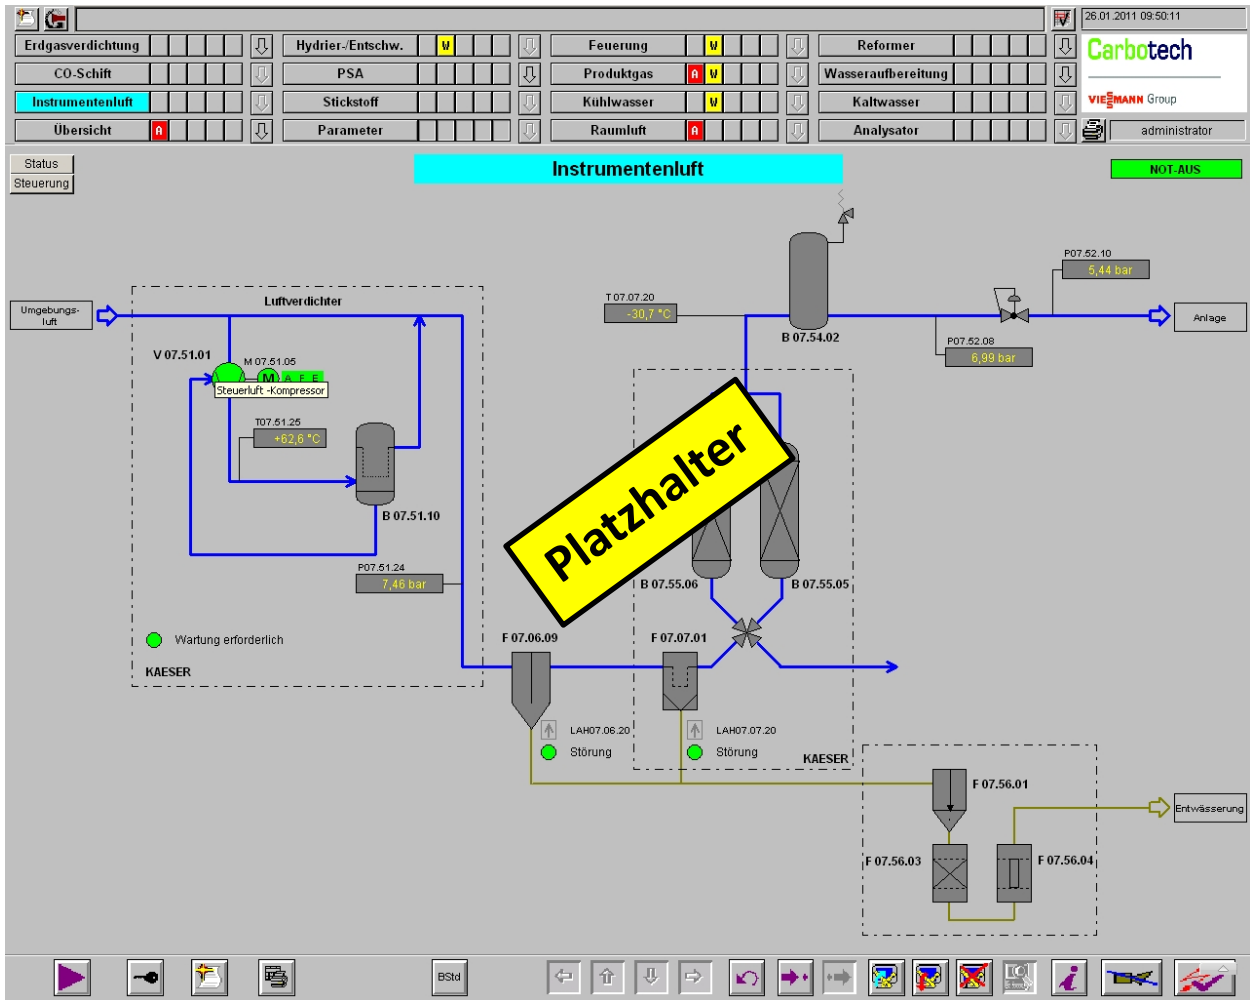 26.01.2011 09:50:11
Erdgasverdichtung
Hydrier-/Entschw.
W
Feuerung
W
Reformer
CO-Schift
PSA
Produktgas
A W
Wasseraufbereitung
Instrumentenluft
Stickstoff
Kühlwasser
W
Kaltwasser
Übersicht
A
Parameter
Raumluft
A
Analysator
Carbotech
VIESMANN Group
administrator
Status
Steuerung
Instrumentenluft
NOT-AUS
Umgebungs-
luft
Luftverdichter
V 07.51.01
M 07.51.05
M
A F E
Steuerluft -Kompressor
T07.51.25
+62,6 °C
B 07.51.10
P07.51.24
7,46 bar
Wartung erforderlich
KAESER
T 07.07.20
-30,7 °C
B 07.54.02
P07.52.10
5,44 bar
P07.52.08
6,99 bar
Anlage
Platzhalter
B 07.55.06
B 07.55.05
F 07.06.09
F 07.07.01
LAH07.06.20
Störung
LAH07.07.20
Störung
KAESER
F 07.56.01
F 07.56.03
F 07.56.04
Entwässerung
BStd